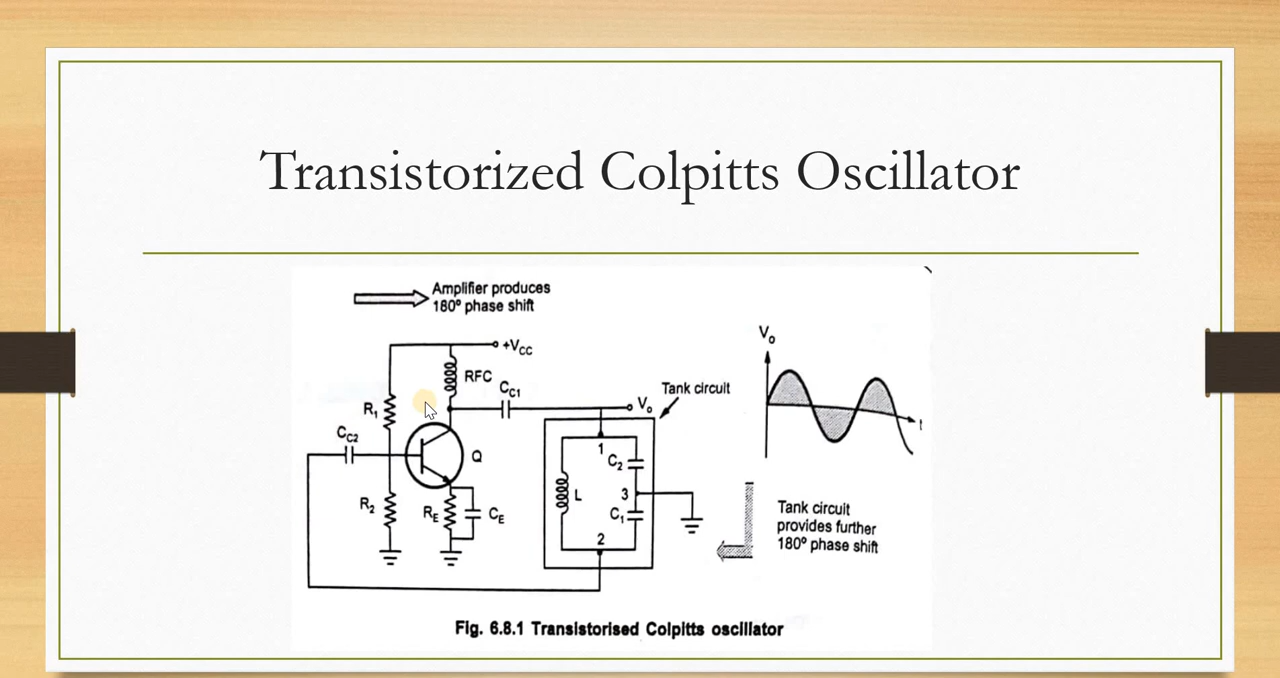 Transistorized Colpitts Oscillator
Amplifier produces
180° phase shift
+VCC
RFC
CC1
R1
Vo
Tank circuit
Vo
t
CC2
Q
1
C2
L
3
R2
RE
CE
C1
2
Tank circuit
provides further
180° phase shift
Fig. 6.8.1 Transistorised Colpitts oscillator